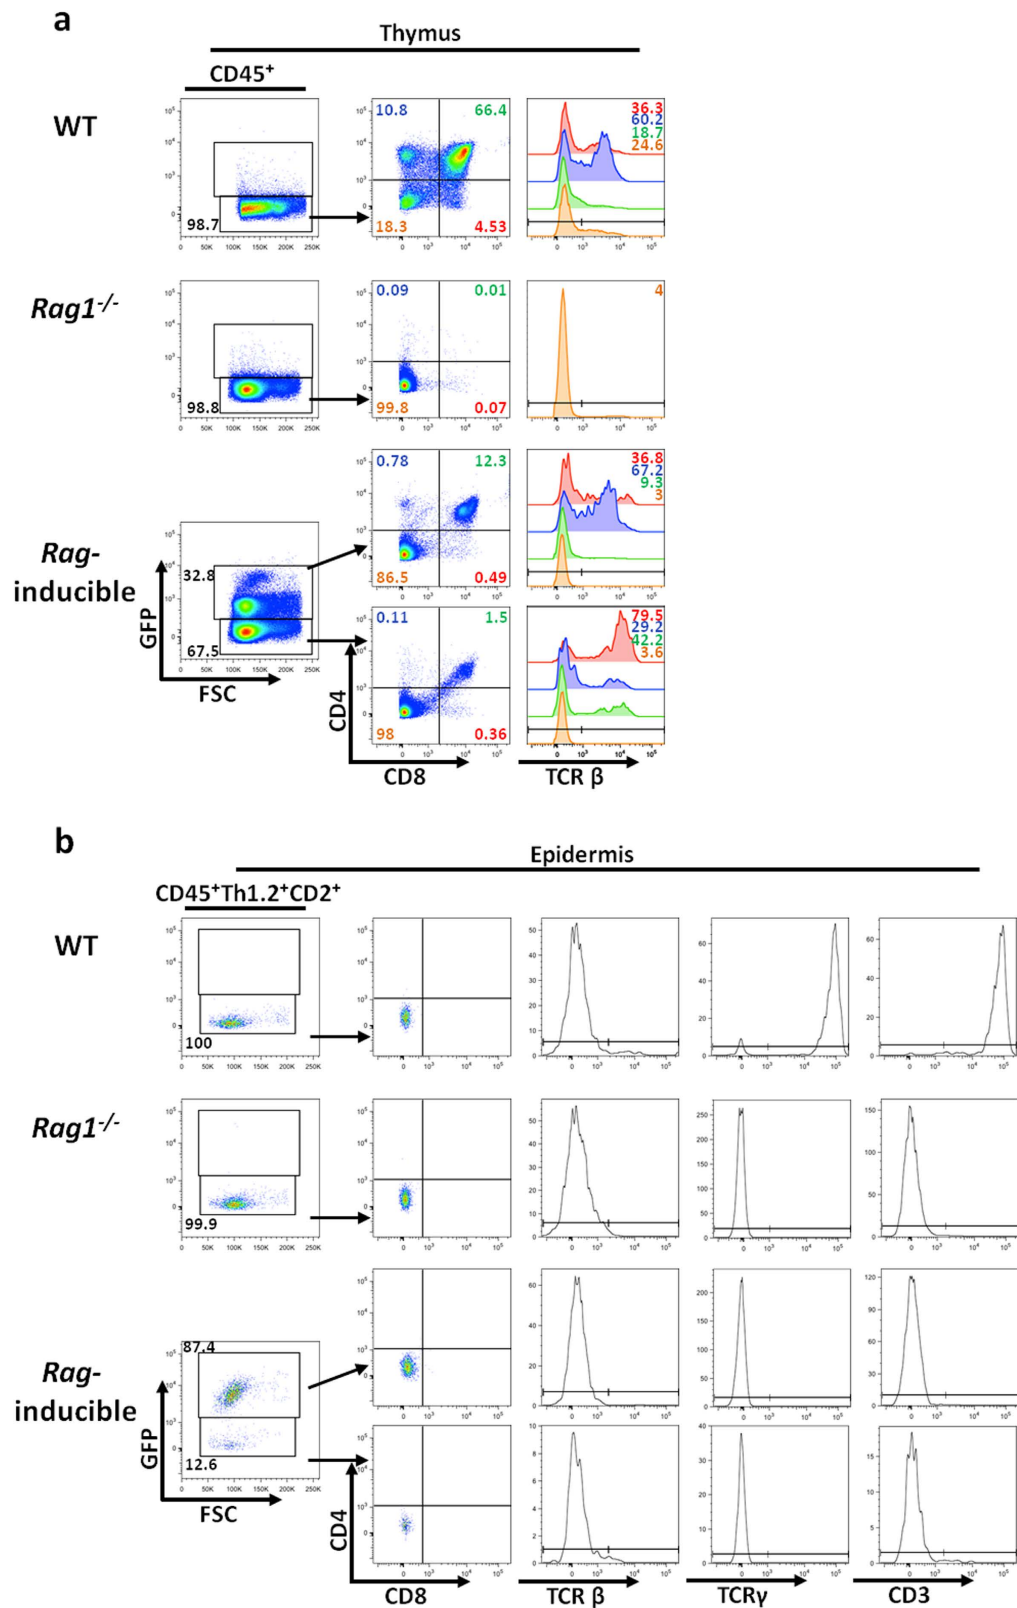 a
Thymus
CD45⁺
WT
10.8 66.4
18.3 4.53
98.7
36.3
60.2
18.7
24.6
Rag1⁻/⁻
0.09 0.01
99.8 0.07
98.8
4
Rag-
inducible
32.8
67.5
GFP
FSC
0.78 12.3
86.5 0.49
36.8
67.2
9.3
3
0.11 1.5
98 0.36
79.5
29.2
42.2
3.6
CD4
CD8
TCR β
b
Epidermis
CD45⁺Th1.2⁺CD2⁺
WT
100
Rag1⁻/⁻
99.9
Rag-
inducible
87.4
12.6
GFP
FSC
CD4
CD8
TCR β
TCRγ
CD3